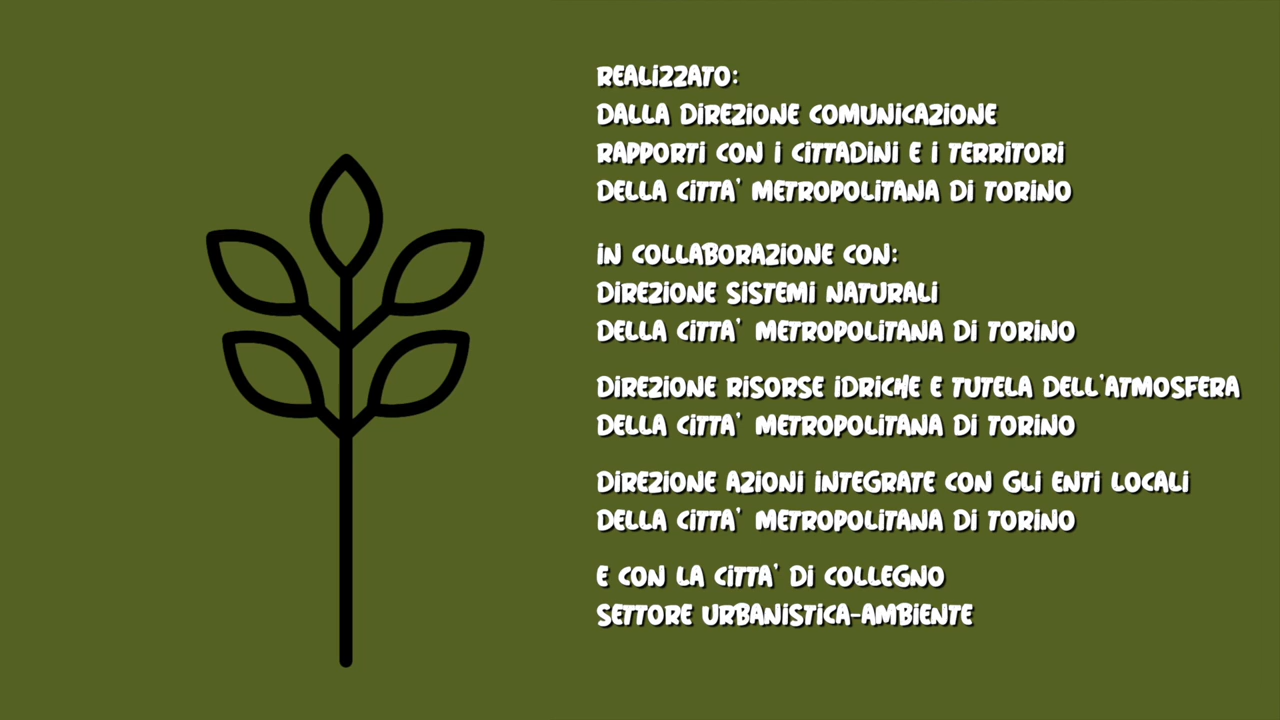 REALIZZATO:
DALLA DIREZIONE COMUNICAZIONE
RAPPORTI CON I CITTADINI E I TERRITORI
DELLA CITTA' METROPOLITANA DI TORINO
IN COLLABORAZIONE CON:
DIREZIONE SISTEMI NATURALI
DELLA CITTA' METROPOLITANA DI TORINO
DIREZIONE RISORSE IDRICHE E TUTELA DELL'ATMOSFERA
DELLA CITTA' METROPOLITANA DI TORINO
DIREZIONE AZIONI INTEGRATE CON GLI ENTI LOCALI
DELLA CITTA' METROPOLITANA DI TORINO
E CON LA CITTA' DI COLLEGNO
SETTORE URBANISTICA-AMBIENTE